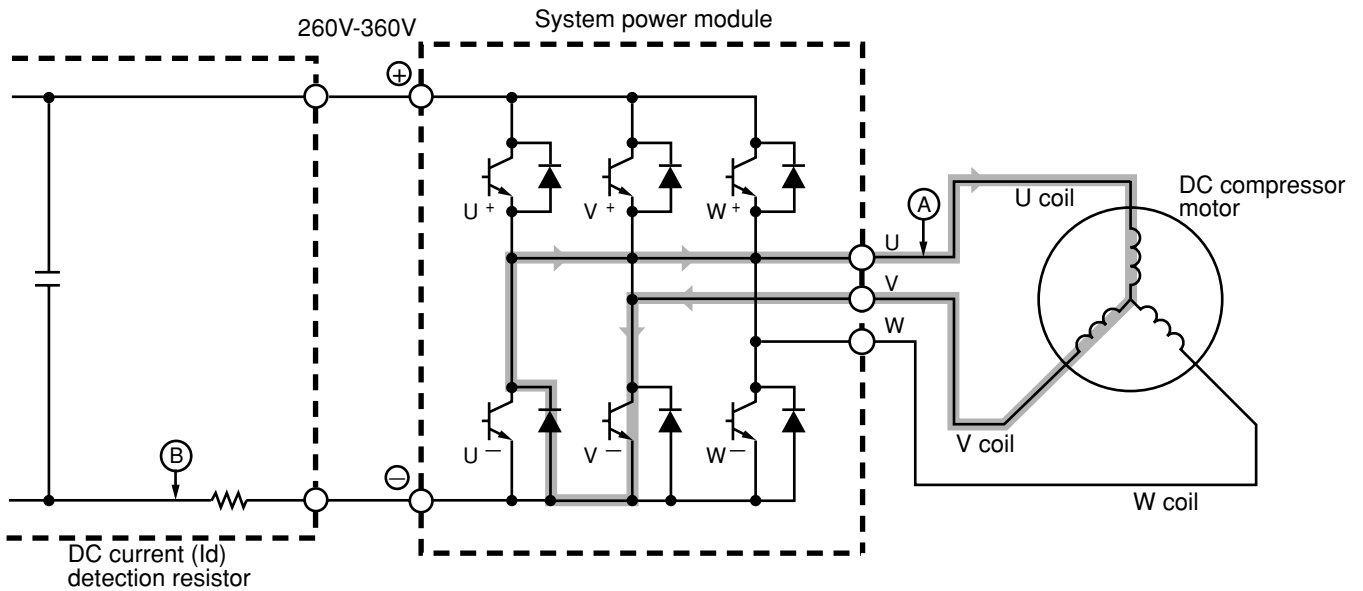 System power module
260V-360V
+
U +
V +
W +
A
U
V
W
U coil
DC compressor
motor
U —
V —
W —
V coil
W coil
B
—
DC current (Id)
detection resistor